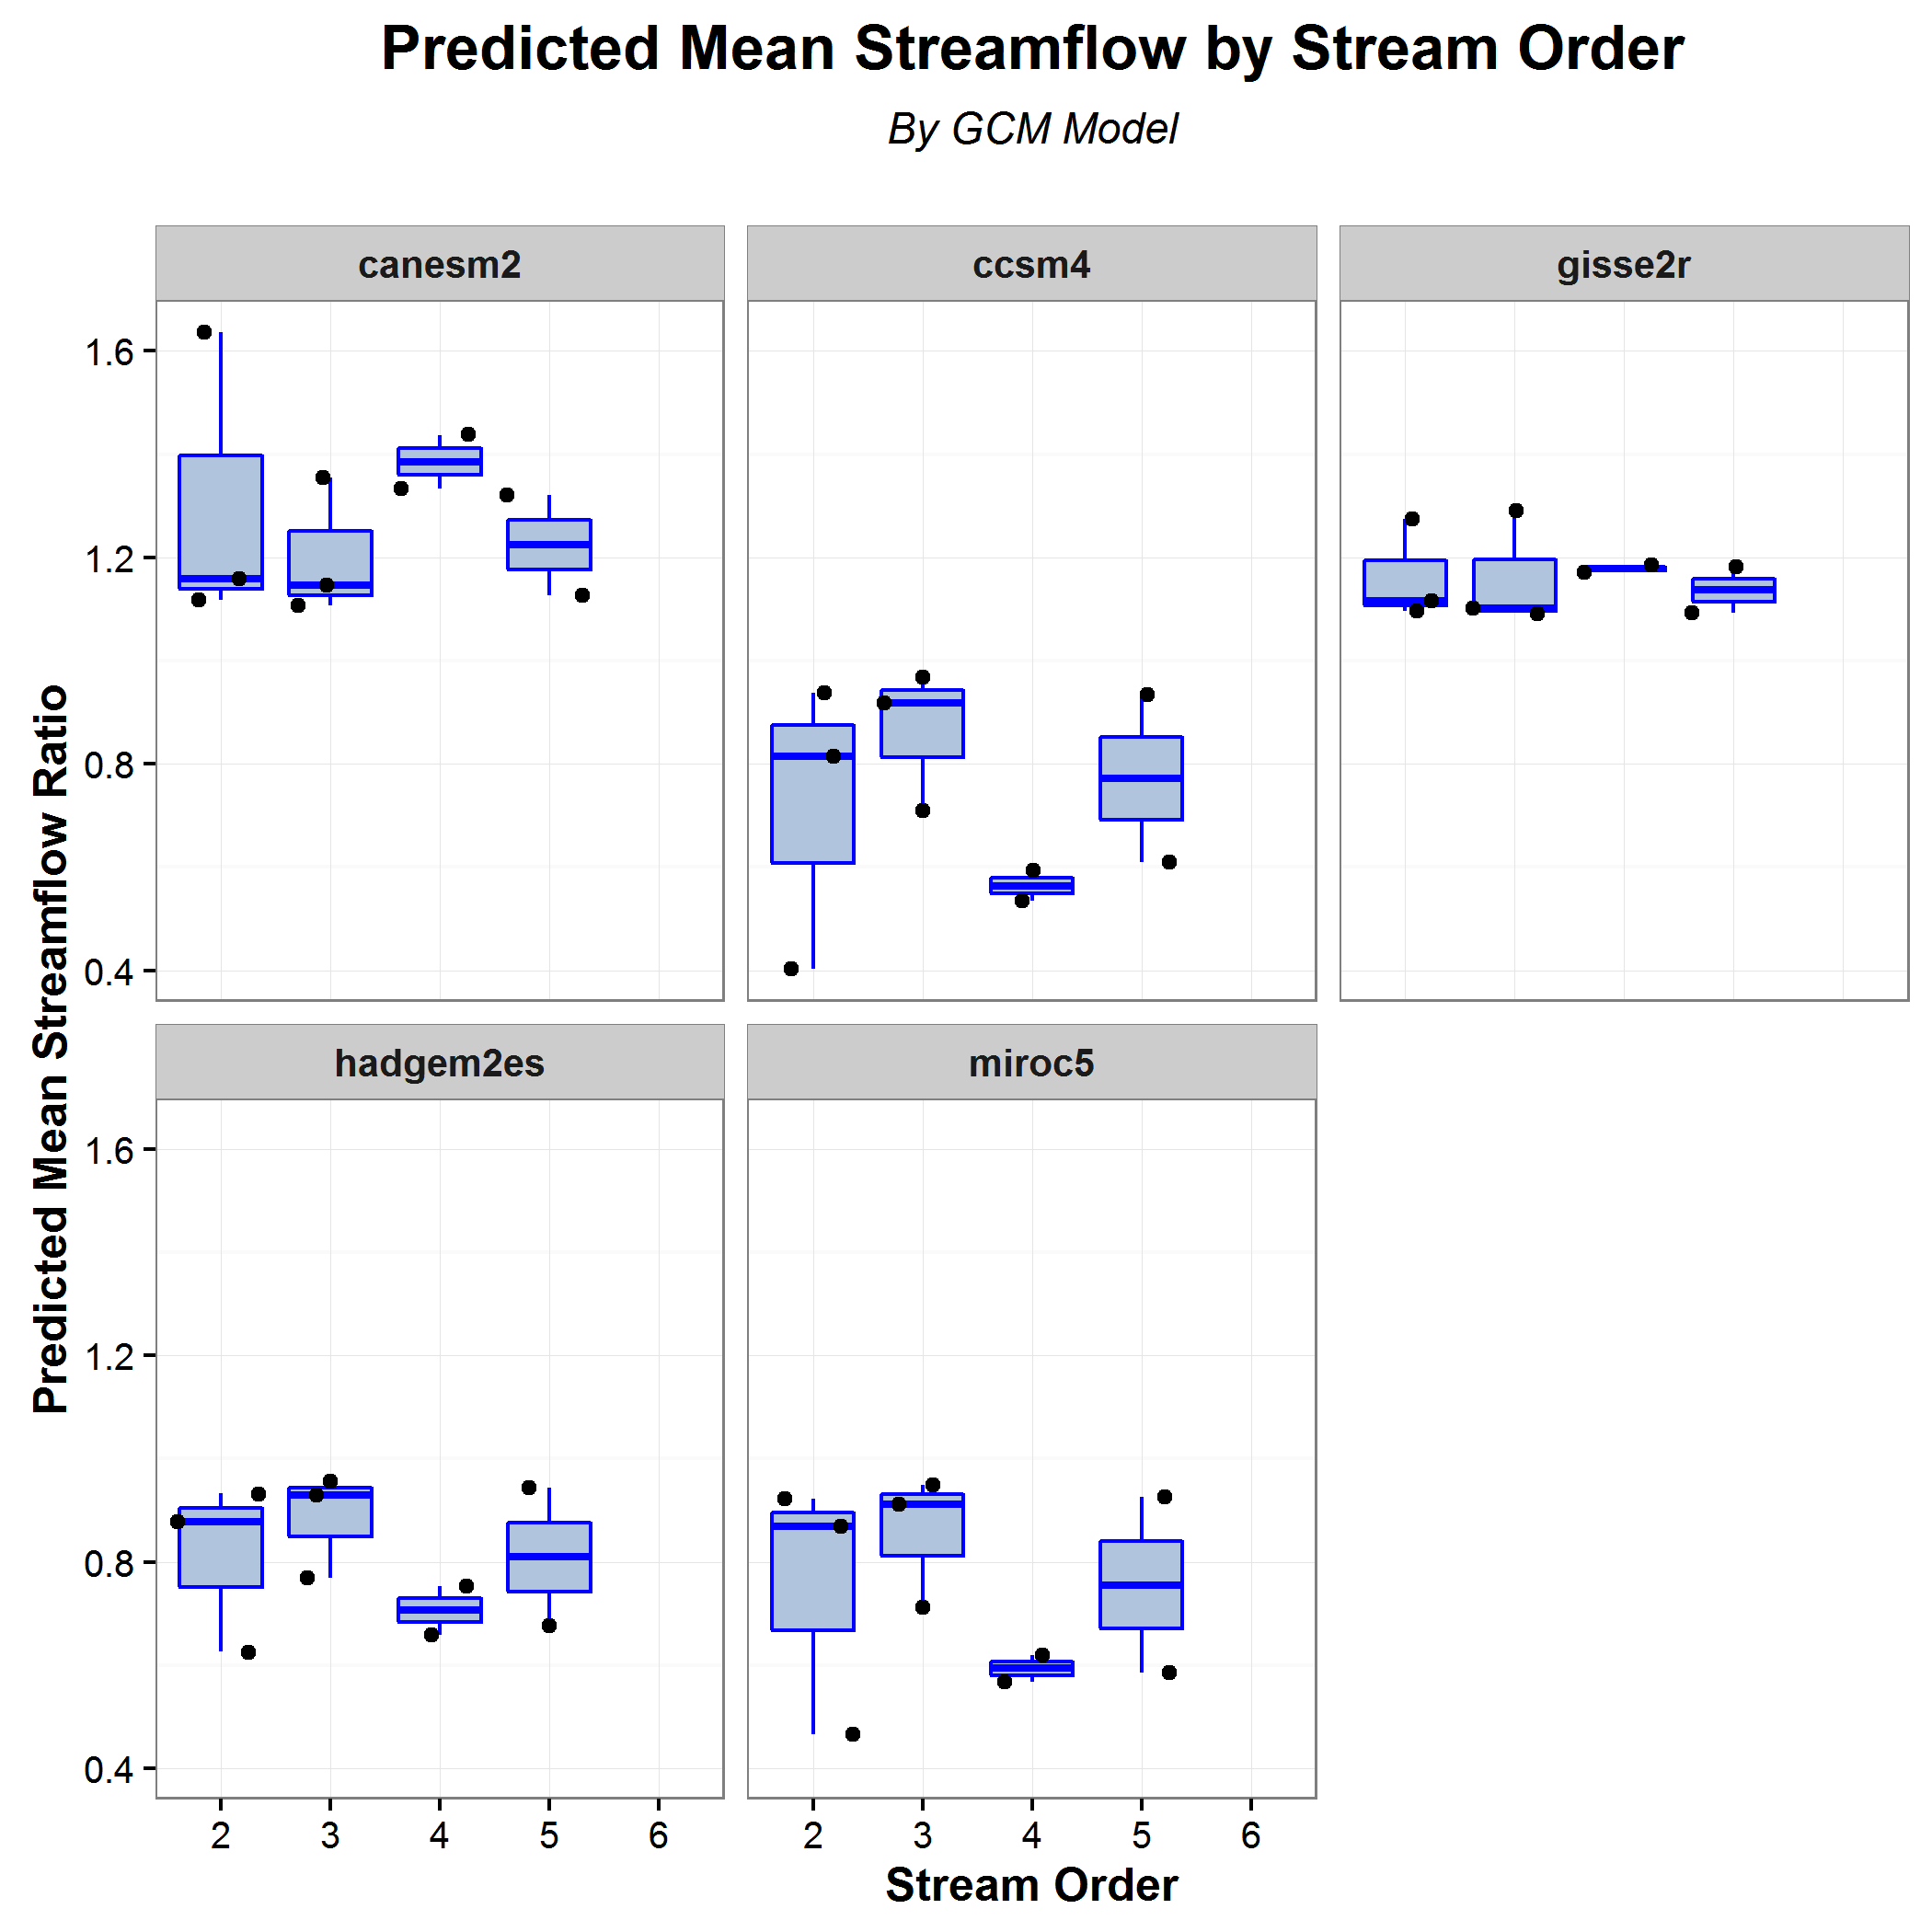 Predicted Mean Streamflow by Stream Order
By GCM Model
canesm2
ccsm4
gisse2r
1.6
1.2
0.8
0.4
Predicted Mean Streamflow Ratio
hadgem2es
miroc5
1.6
1.2
0.8
0.4
2 3 4 5 6
2 3 4 5 6
Stream Order